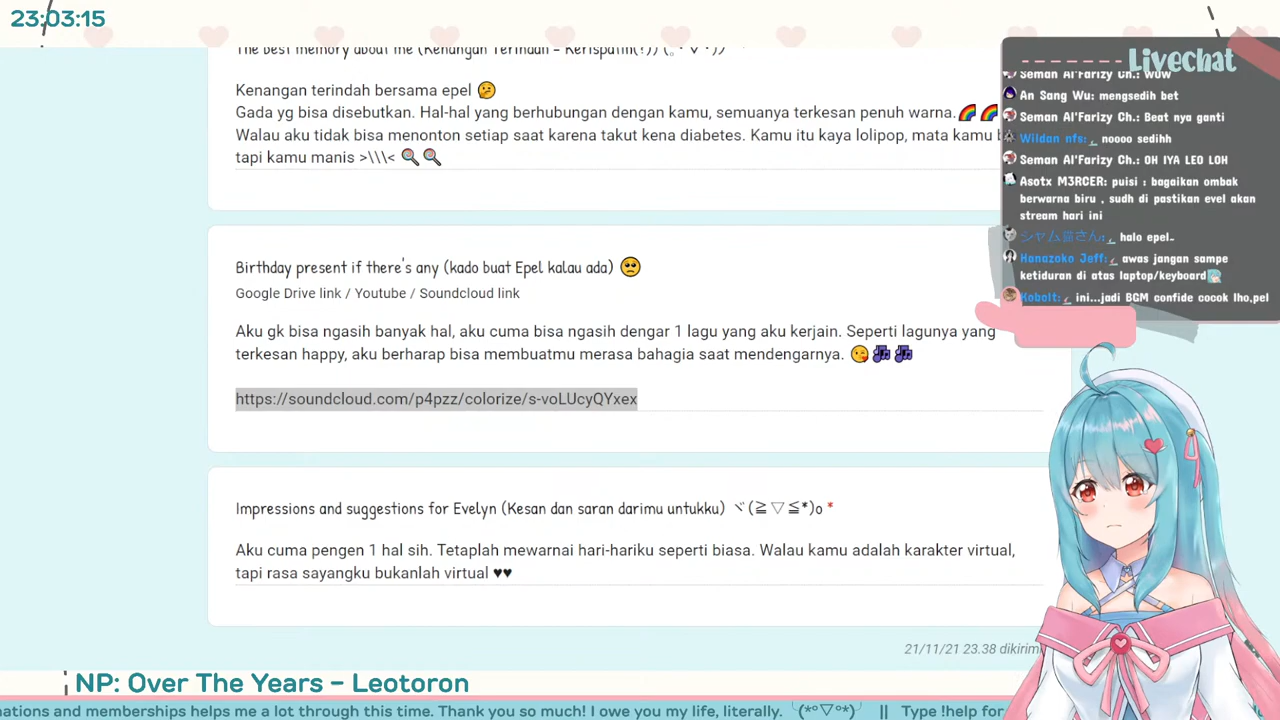 23:03:15
The best memory about me (Kenangan Terindah - Kerispatih(?)) (｡･∀･))
Kenangan terindah bersama epel 🤔
Gada yg bisa disebutkan. Hal-hal yang berhubungan dengan kamu, semuanya terkesan penuh warna.🌈🌈
Walau aku tidak bisa menonton setiap saat karena takut kena diabetes. Kamu itu kaya lolipop, mata kamu
tapi kamu manis >\\\< 🍭🍭
Birthday present if there's any (kado buat Epel kalau ada) 🥺
Google Drive link / Youtube / Soundcloud link
Aku gk bisa ngasih banyak hal, aku cuma bisa ngasih dengar 1 lagu yang aku kerjain. Seperti lagunya yang
terkesan happy, aku berharap bisa membuatmu merasa bahagia saat mendengarnya. 😘🎶🎶
https://soundcloud.com/p4pzz/colorize/s-voLUcyQYxex
Impressions and suggestions for Evelyn (Kesan dan saran darimu untukku) ヾ(≧▽≦*)o *
Aku cuma pengen 1 hal sih. Tetaplah mewarnai hari-hariku seperti biasa. Walau kamu adalah karakter virtual,
tapi rasa sayangku bukanlah virtual ♥♥
21/11/21 23.38 dikirim
Livechat
Seman Al'Farizy Ch.: wow
An Sang Wu: mengsedih bet
Seman Al'Farizy Ch.: Beat nya ganti
Wildan nfs: noooo sedihh
Seman Al'Farizy Ch.: OH IYA LEO LOH
Asotx M3RCER: puisi : bagaikan ombak
berwarna biru , sudh di pastikan evel akan
stream hari ini
シャム猫さん: halo epel~
Hanazoko Jeff: awas jangan sampe
ketiduran di atas laptop/keyboard
Kobolt: ini...jadi BGM confide cocok lho,pel
NP: Over The Years - Leotoron
nations and memberships helps me a lot through this time. Thank you so much! I owe you my life, literally. (*°▽°*) || Type !help for